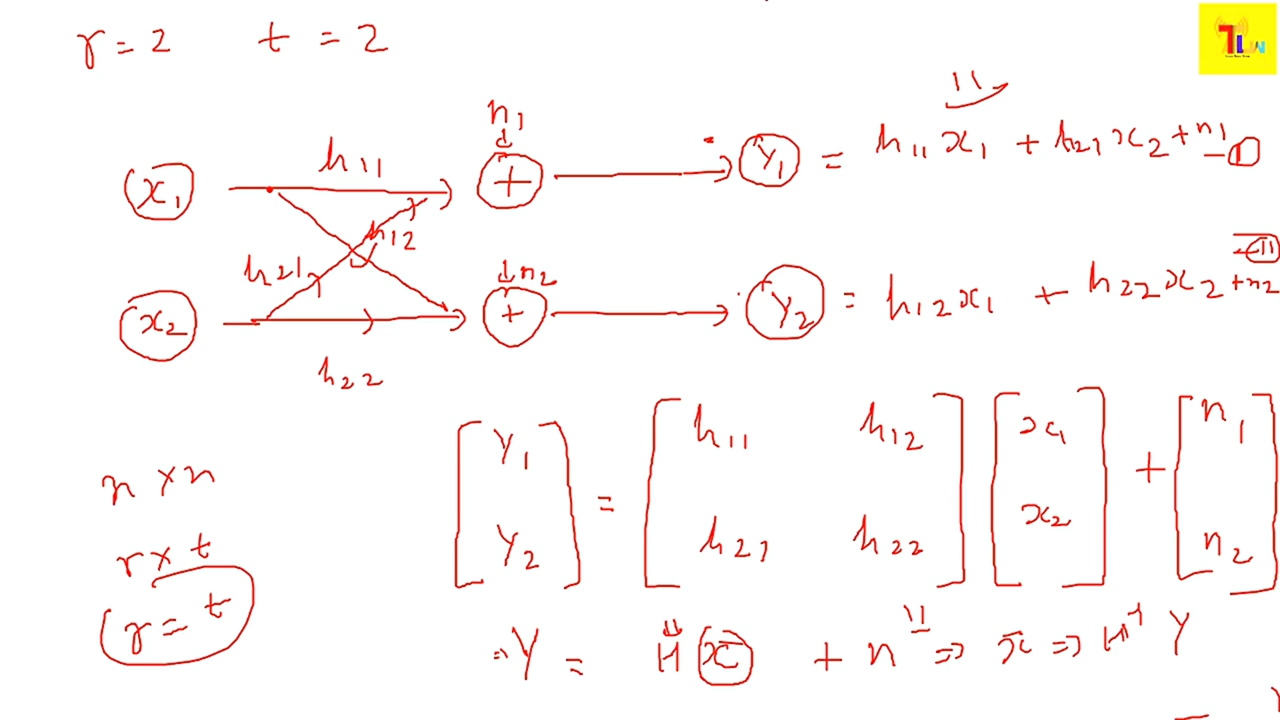 r = 2 t = 2
n1
x1 h11 + Y1 = h11 x1 + h21 x2 + n1
h12
h21
n2
x2 + Y2 = h12 x1 + h22 x2 + n2
h22
[Y1 Y2] = [h11 h12 h21 h22] [x1 x2] + [n1 n2]
n × n
r × t
r = t
⇒ Y = H x̄ + n ⇒ x̄ ⇒ H⁻¹ Y